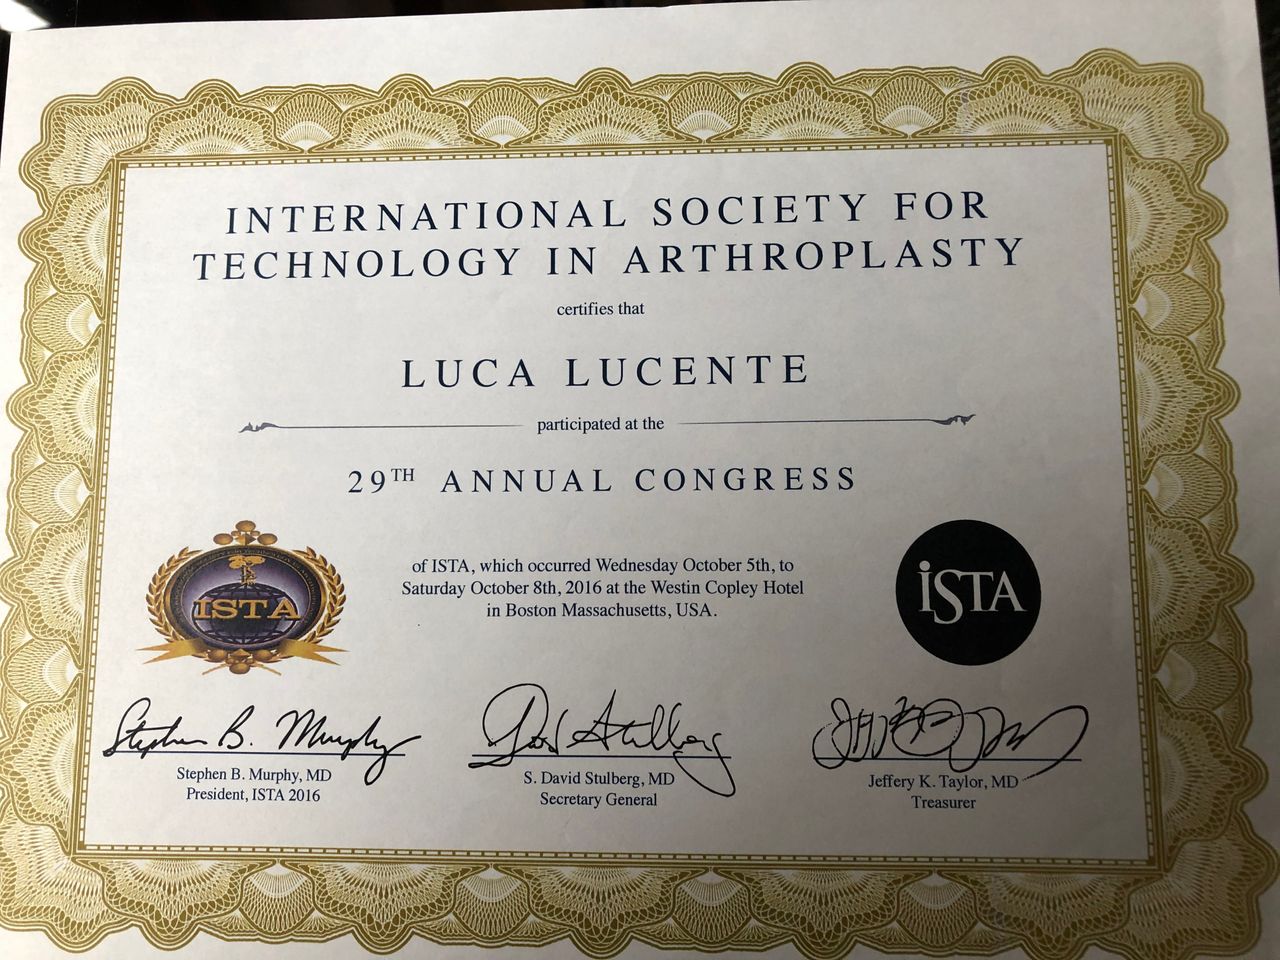 INTERNATIONAL SOCIETY FOR
TECHNOLOGY IN ARTHROPLASTY
certifies that
LUCA LUCENTE
participated at the
29TH ANNUAL CONGRESS
of ISTA, which occurred Wednesday October 5th, to
Saturday October 8th, 2016 at the Westin Copley Hotel
in Boston Massachusetts, USA.
ISTA
iSTA
Stephen B. Murphy
Stephen B. Murphy, MD
President, ISTA 2016
S. David Stulberg, MD
Secretary General
Jeffery K. Taylor, MD
Treasurer